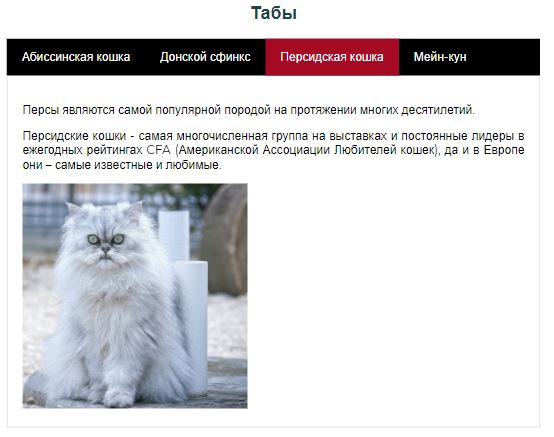 Табы
Абиссинская кошка Донской сфинкс Персидская кошка Мейн-кун
Персы являются самой популярной породой на протяжении многих десятилетий.
Персидские кошки - самая многочисленная группа на выставках и постоянные лидеры в
ежегодных рейтингах CFA (Американской Ассоциации Любителей кошек), да и в Европе
они – самые известные и любимые.